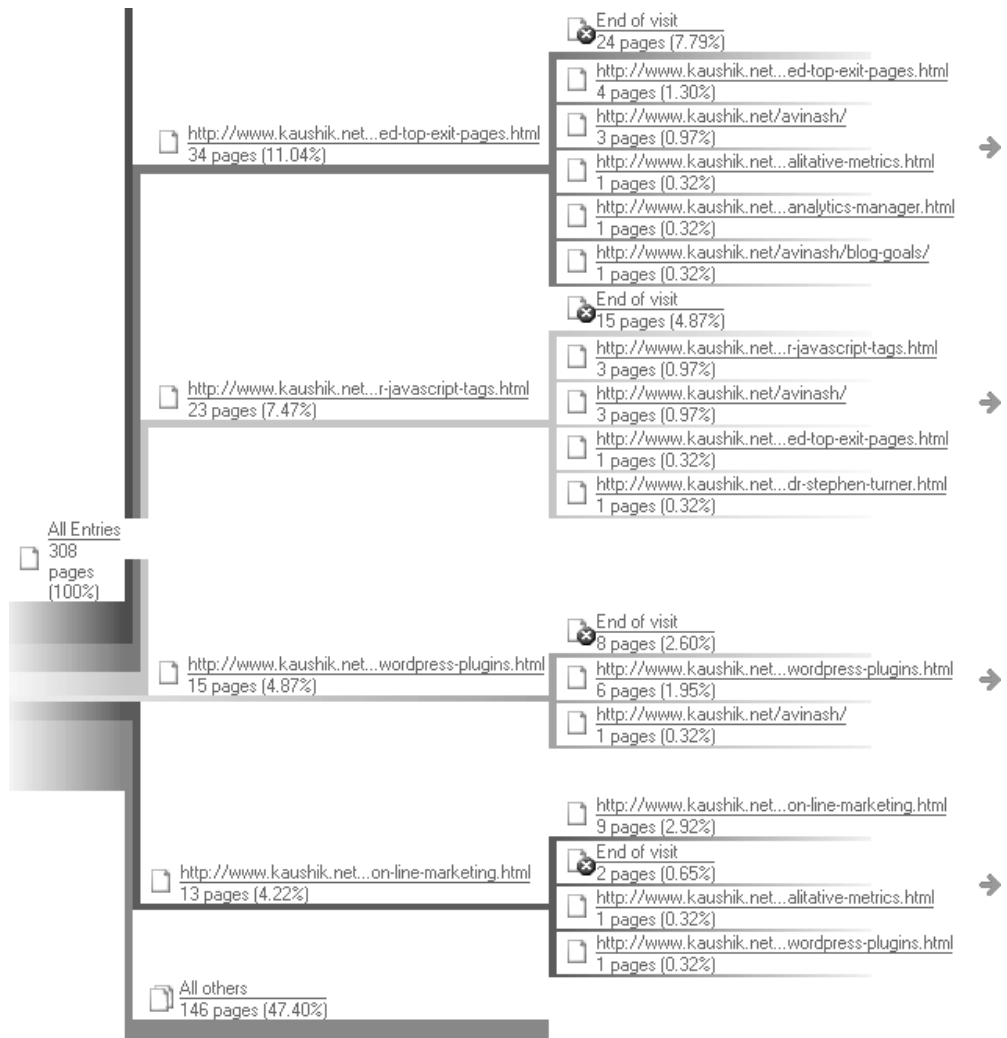 All Entries
308
pages
(100%)
http://www.kaushik.net...ed-top-exit-pages.html
34 pages (11.04%)
End of visit
24 pages (7.79%)
http://www.kaushik.net...ed-top-exit-pages.html
4 pages (1.30%)
http://www.kaushik.net/avinash/
3 pages (0.97%)
http://www.kaushik.net...alitative-metrics.html
1 pages (0.32%)
http://www.kaushik.net...analytics-manager.html
1 pages (0.32%)
http://www.kaushik.net/avinash/blog-goals/
1 pages (0.32%)
http://www.kaushik.net...r-javascript-tags.html
23 pages (7.47%)
End of visit
15 pages (4.87%)
http://www.kaushik.net...r-javascript-tags.html
3 pages (0.97%)
http://www.kaushik.net/avinash/
3 pages (0.97%)
http://www.kaushik.net...ed-top-exit-pages.html
1 pages (0.32%)
http://www.kaushik.net...dr-stephen-turner.html
1 pages (0.32%)
http://www.kaushik.net...wordpress-plugins.html
15 pages (4.87%)
End of visit
8 pages (2.60%)
http://www.kaushik.net...wordpress-plugins.html
6 pages (1.95%)
http://www.kaushik.net/avinash/
1 pages (0.32%)
http://www.kaushik.net...on-line-marketing.html
13 pages (4.22%)
http://www.kaushik.net...on-line-marketing.html
9 pages (2.92%)
End of visit
2 pages (0.65%)
http://www.kaushik.net...alitative-metrics.html
1 pages (0.32%)
http://www.kaushik.net...wordpress-plugins.html
1 pages (0.32%)
All others
146 pages (47.40%)